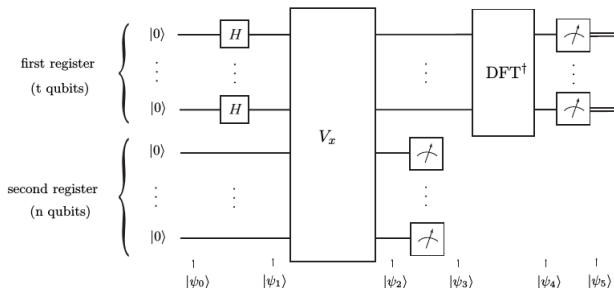 |0⟩ H
first register
(t qubits)
DFT†
|0⟩ H
V_x
|0⟩
second register
(n qubits)
|0⟩
|ψ₀⟩ |ψ₁⟩ |ψ₂⟩ |ψ₃⟩ |ψ₄⟩ |ψ₅⟩